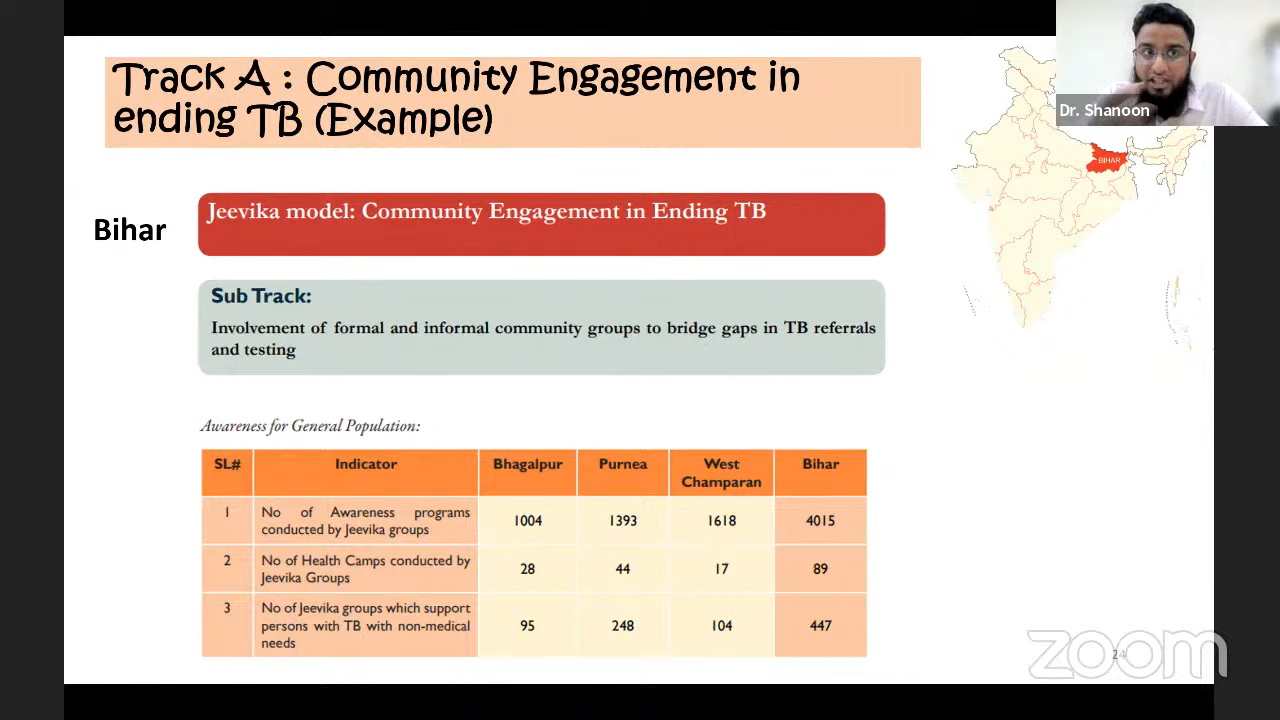 Track A : Community Engagement in
ending TB (Example)
Dr. Shanoon
BIHAR
Bihar
Jeevika model: Community Engagement in Ending TB
Sub Track:
Involvement of formal and informal community groups to bridge gaps in TB referrals
and testing
Awareness for General Population:
SL# Indicator Bhagalpur Purnea West Champaran Bihar
1 No of Awareness programs conducted by Jeevika groups 1004 1393 1618 4015
2 No of Health Camps conducted by Jeevika Groups 28 44 17 89
3 No of Jeevika groups which support persons with TB with non-medical needs 95 248 104 447
24
zoom